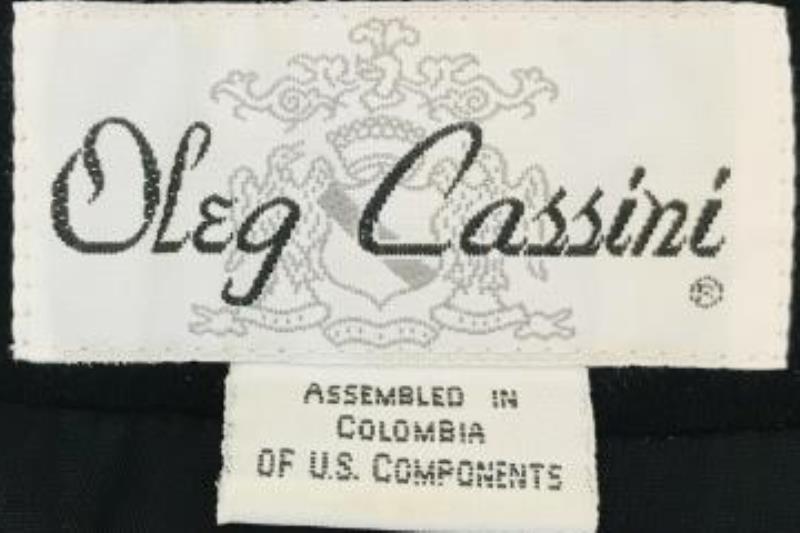 Oleg Cassini
®
ASSEMBLED IN
COLOMBIA
OF U.S. COMPONENTS